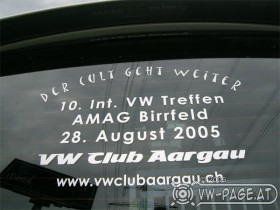 DER CULT GEHT WEITER
10. Int. VW Treffen
AMAG Birrfeld
28. August 2005
VW Club Aargau
www.vwclubaargau.ch
VW-PAGE.AT